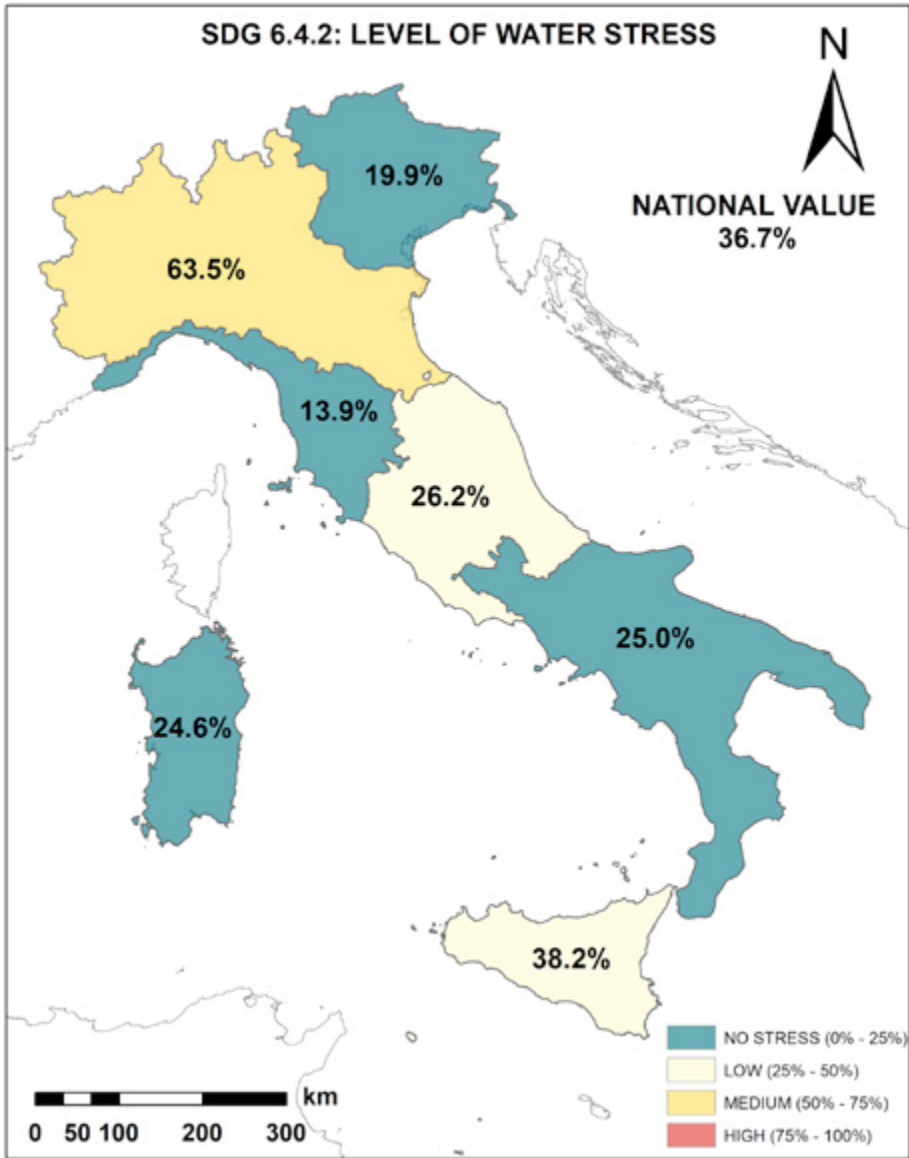 SDG 6.4.2: LEVEL OF WATER STRESS
N
19.9%
NATIONAL VALUE
36.7%
63.5%
13.9%
26.2%
25.0%
24.6%
38.2%
NO STRESS (0% - 25%)
LOW (25% - 50%)
MEDIUM (50% - 75%)
HIGH (75% - 100%)
km
0 50 100 200 300